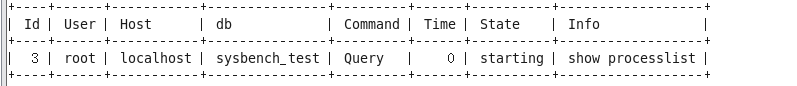 +----+------+-----------+---------------+---------+------+----------+------------------+
| Id | User | Host      | db            | Command | Time | State    | Info             |
+----+------+-----------+---------------+---------+------+----------+------------------+
|  3 | root | localhost | sysbench_test | Query   |    0 | starting | show processlist |
+----+------+-----------+---------------+---------+------+----------+------------------+